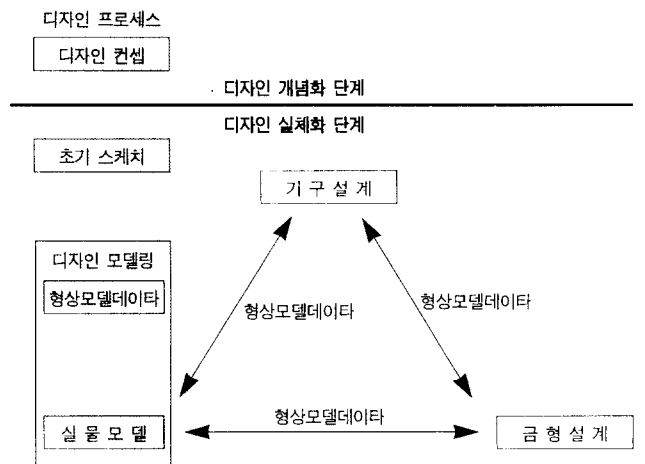 디자인 프로세스
디자인 컨셉
디자인 개념화 단계
디자인 실체화 단계
초기 스케치
기 구 설 계
디자인 모델링
형상모델데이타
형상모델데이타
형상모델데이타
형상모델데이타
실 물 모 델
금 형 설 계